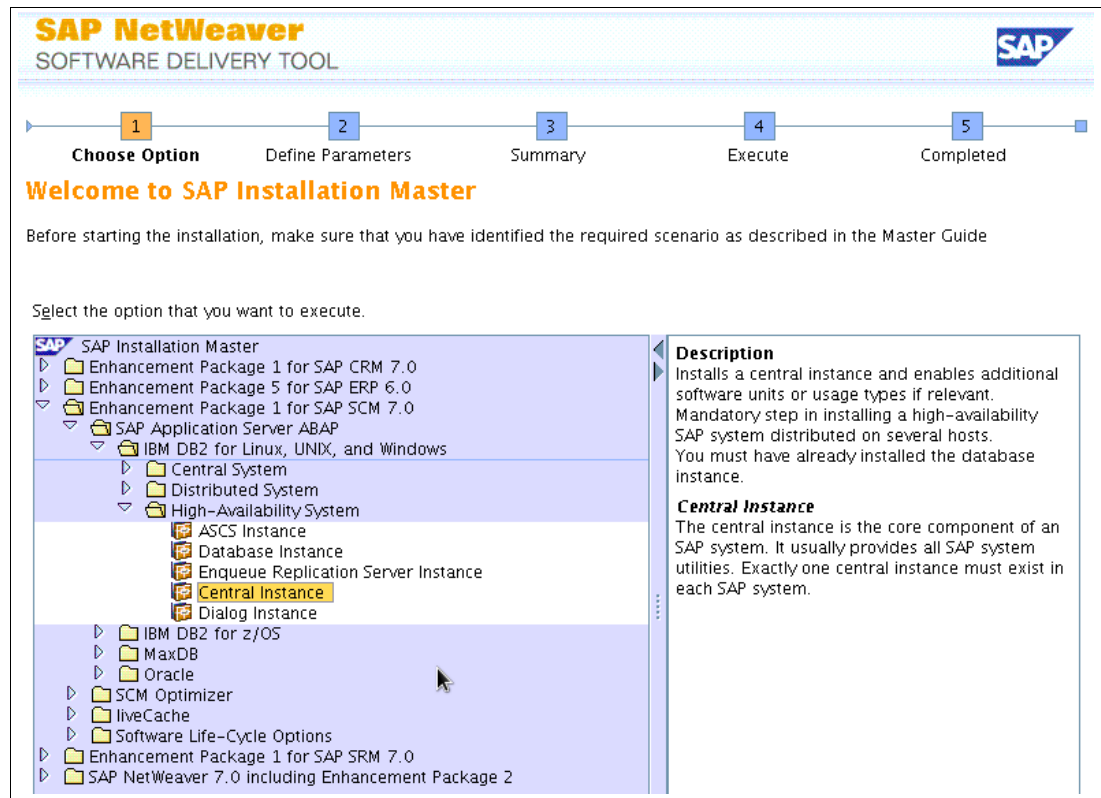 SAP NetWeaver
SOFTWARE DELIVERY TOOL
SAP
1 2 3 4 5
Choose Option Define Parameters Summary Execute Completed
Welcome to SAP Installation Master
Before starting the installation, make sure that you have identified the required scenario as described in the Master Guide
Select the option that you want to execute.
SAP SAP Installation Master
Enhancement Package 1 for SAP CRM 7.0
Enhancement Package 5 for SAP ERP 6.0
Enhancement Package 1 for SAP SCM 7.0
SAP Application Server ABAP
IBM DB2 for Linux, UNIX, and Windows
Central System
Distributed System
High-Availability System
ASCS Instance
Database Instance
Enqueue Replication Server Instance
Central Instance
Dialog Instance
IBM DB2 for z/OS
MaxDB
Oracle
SCM Optimizer
liveCache
Software Life-Cycle Options
Enhancement Package 1 for SAP SRM 7.0
SAP NetWeaver 7.0 including Enhancement Package 2
Description
Installs a central instance and enables additional
software units or usage types if relevant.
Mandatory step in installing a high-availability
SAP system distributed on several hosts.
You must have already installed the database
instance.
Central Instance
The central instance is the core component of an
SAP system. It usually provides all SAP system
utilities. Exactly one central instance must exist in
each SAP system.